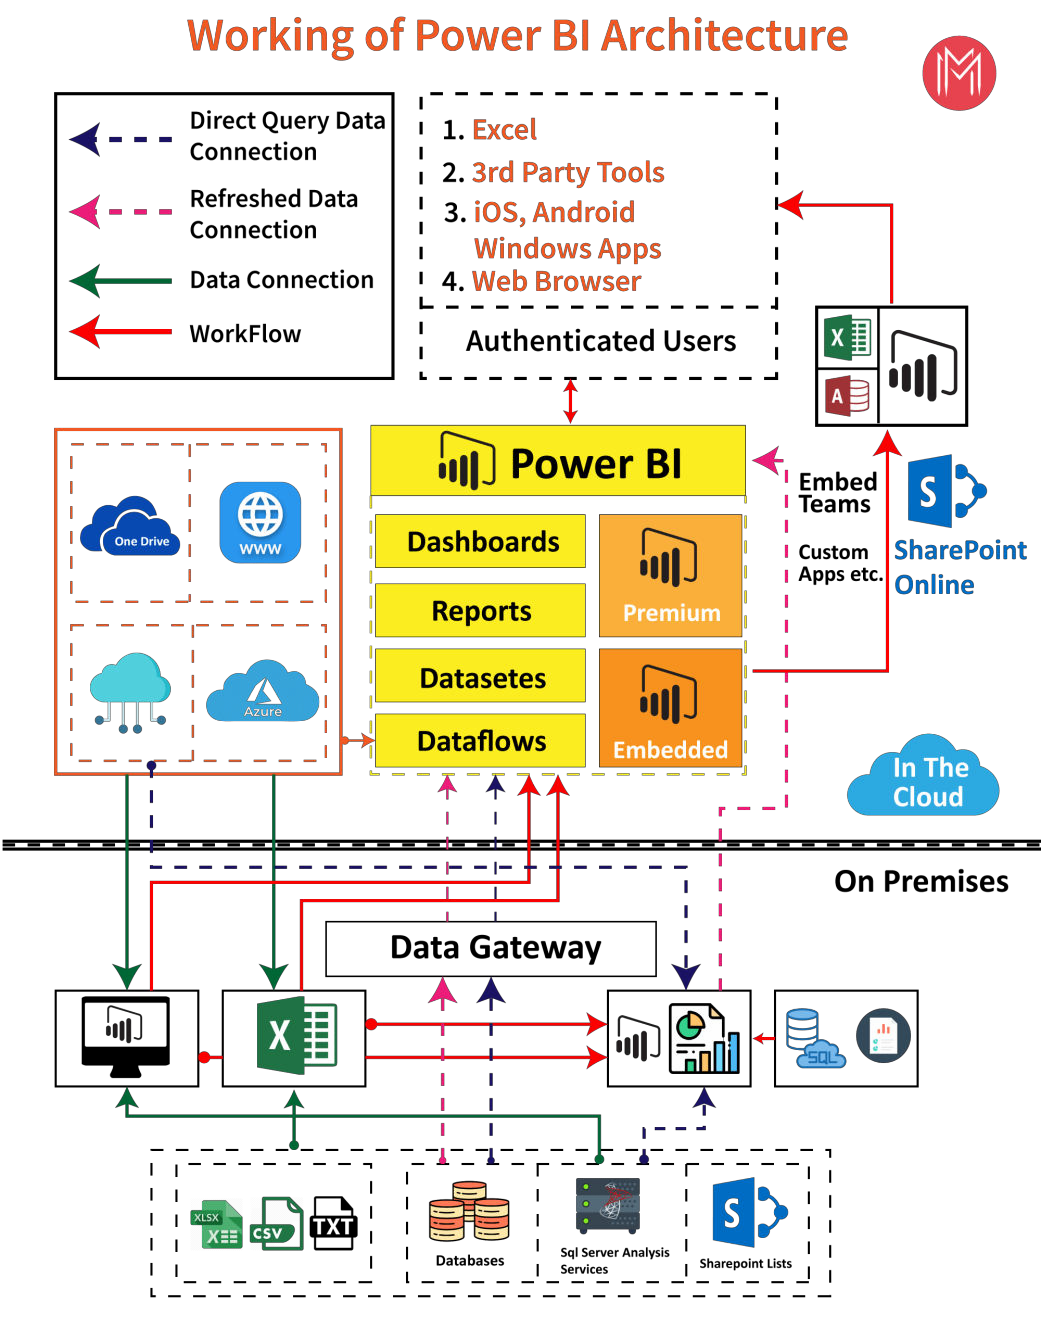 Working of Power BI Architecture
M
Direct Query Data
Connection
Refreshed Data
Connection
Data Connection
WorkFlow
1. Excel
2. 3rd Party Tools
3. iOS, Android
Windows Apps
4. Web Browser
Authenticated Users
X
A
Power BI
Dashboards
Reports
Datasetes
Dataflows
Premium
Embedded
Embed
Teams
Custom
Apps etc.
S
SharePoint
Online
One Drive
WWW
Azure
In The
Cloud
On Premises
Data Gateway
X
SQL
XLSX
X
CSV
TXT
Databases
Sql Server Analysis
Services
S
Sharepoint Lists